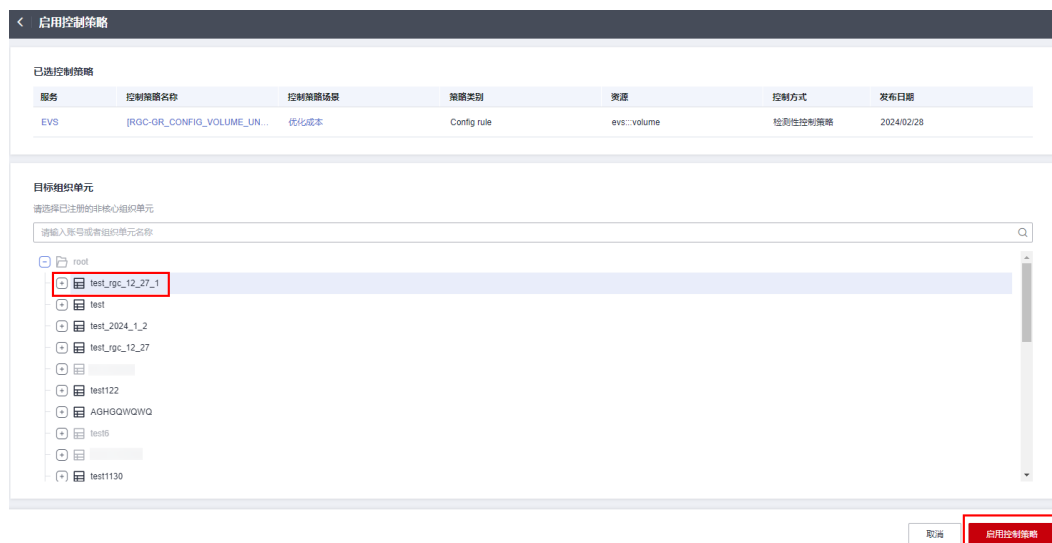 启用控制策略
已选控制策略
服务 控制策略名称 控制策略场景 策略类别 资源 控制方式 发布日期
EVS [RGC-GR_CONFIG_VOLUME_UN... 优化成本 Config rule evs:::volume 检测性控制策略 2024/02/28
目标组织单元
请选择已注册的非核心组织单元
请输入账号或者组织单元名称
root
test_rgc_12_27_1
test
test_2024_1_2
test_rgc_12_27
test122
AGHGQWQWQ
test6
test1130
取消 启用控制策略